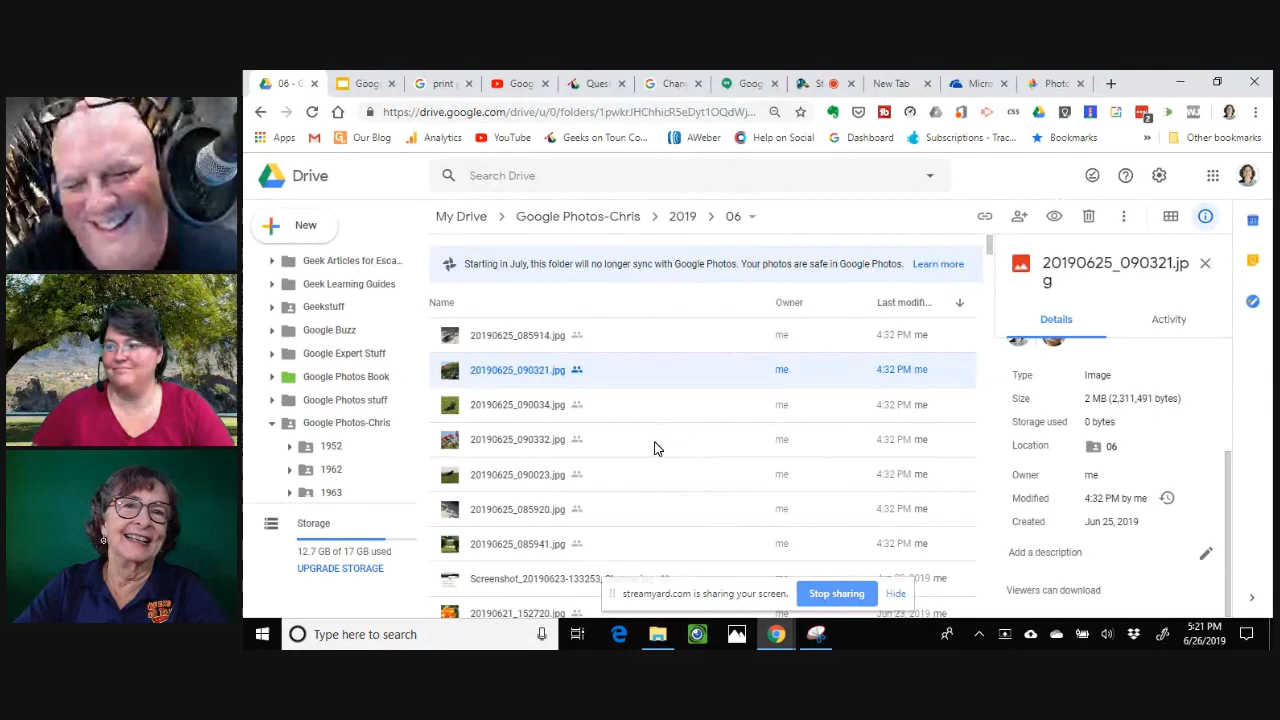 06 - G
Googl
print
Googl
Quest
Chan
Goog
St
New Tab
Micro
Photo
https://drive.google.com/drive/u/0/folders/1pwkrJHChhicR5eDyt1OQdWj...
Apps
Our Blog
Analytics
YouTube
Geeks on Tour: Co...
AWeber
Help on Social
Dashboard
Subscriptions - Trac...
Bookmarks
»
Other bookmarks
Drive
Search Drive
New
My Drive > Google Photos-Chris > 2019 > 06
Starting in July, this folder will no longer sync with Google Photos. Your photos are safe in Google Photos. Learn more
Name Owner Last modifi...
20190625_085914.jpg me 4:32 PM me
20190625_090321.jpg me 4:32 PM me
20190625_090034.jpg me 4:32 PM me
20190625_090332.jpg me 4:32 PM me
20190625_090023.jpg me 4:32 PM me
20190625_085920.jpg me 4:32 PM me
20190625_085941.jpg me 4:32 PM me
Screenshot_20190623-133253 me
20190621_152720.jpg me Jun 23, 2019 me
Geek Articles for Esca...
Geek Learning Guides
Geekstuff
Google Buzz
Google Expert Stuff
Google Photos Book
Google Photos stuff
Google Photos-Chris
1952
1962
1963
Storage
12.7 GB of 17 GB used
UPGRADE STORAGE
20190625_090321.jp
g
Details Activity
Type Image
Size 2 MB (2,311,491 bytes)
Storage used 0 bytes
Location 06
Owner me
Modified 4:32 PM by me
Created Jun 25, 2019
Add a description
Viewers can download
streamyard.com is sharing your screen. Stop sharing Hide
Type here to search
5:21 PM
6/26/2019